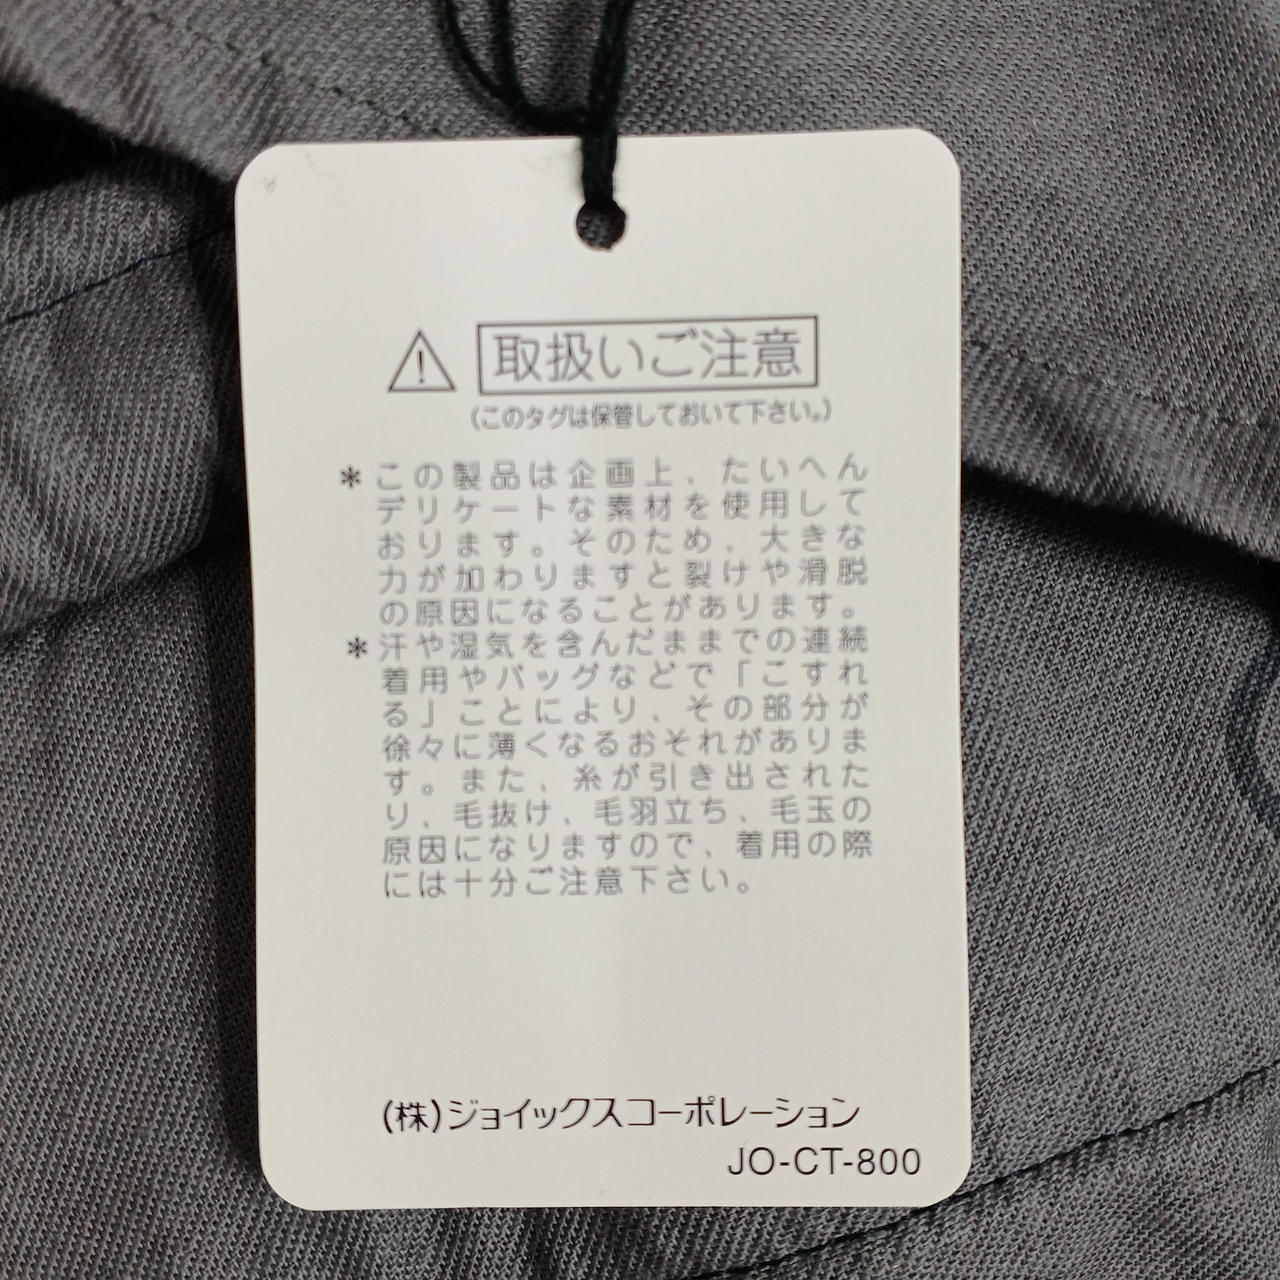 取扱いご注意
(このタグは保管しておいて下さい。)
*この製品は企画上、たいへん
デリケートな素材を使用して
おります。そのため、大きな
力が加わりますと裂けや滑脱
の原因になることがあります。
*汗や湿気を含んだままでの連続
着用やバッグなどで「こすれ
る」ことにより、その部分が
徐々に薄くなるおそれがありま
す。また、糸が引き出された
り、毛抜け、毛羽立ち、毛玉の
原因になりますので、着用の際
には十分ご注意下さい。
(株)ジョイックスコーポレーション
JO-CT-800